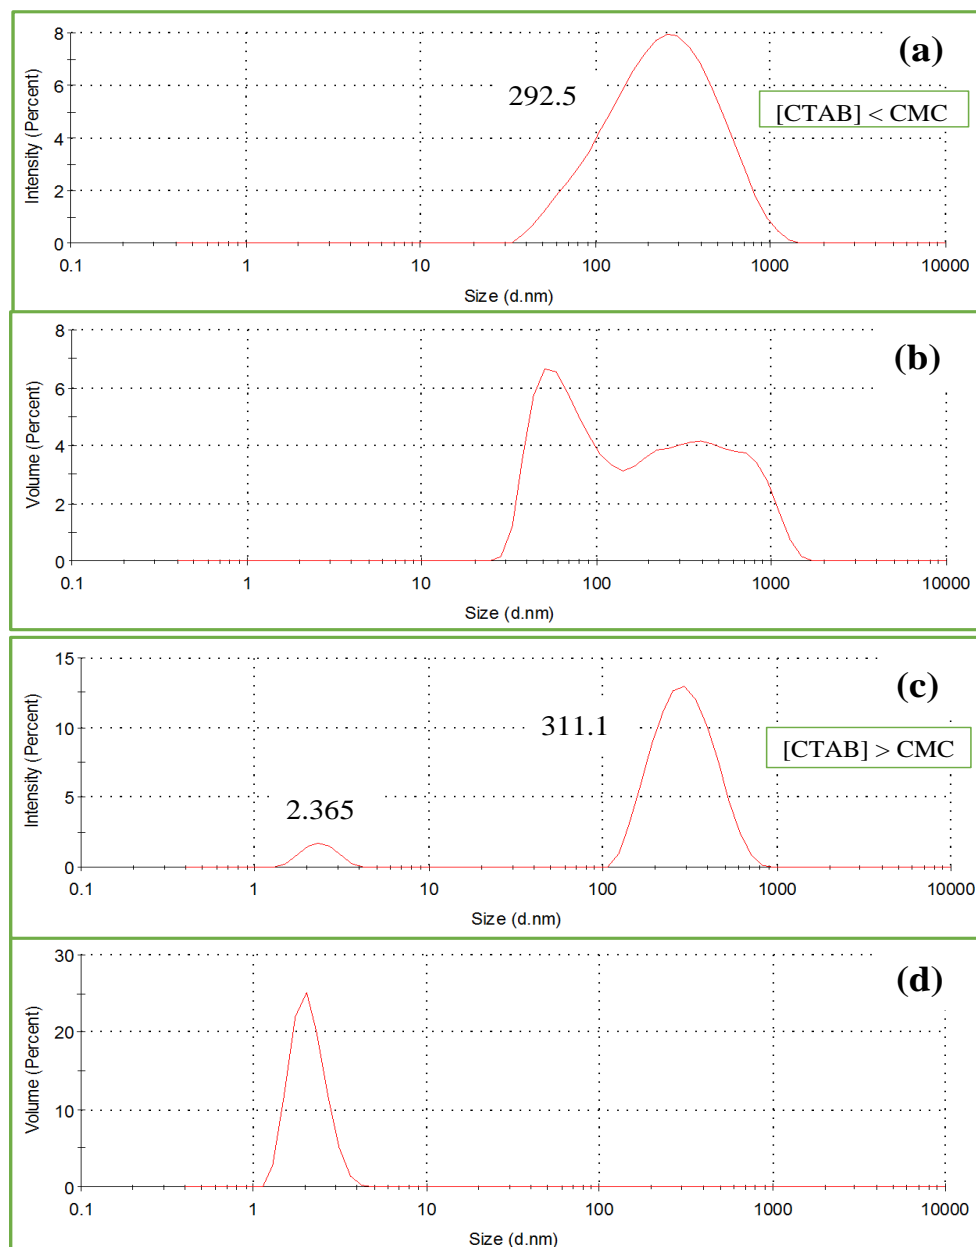 (a)
8
6
4
2
0
Intensity (Percent)
292.5
[CTAB] < CMC
0.1 1 10 100 1000 10000
Size (d.nm)
(b)
8
6
4
2
0
Volume (Percent)
0.1 1 10 100 1000 10000
Size (d.nm)
(c)
15
10
5
0
Intensity (Percent)
311.1
[CTAB] > CMC
2.365
0.1 1 10 100 1000 10000
Size (d.nm)
(d)
30
20
10
0
Volume (Percent)
0.1 1 10 100 1000 10000
Size (d.nm)